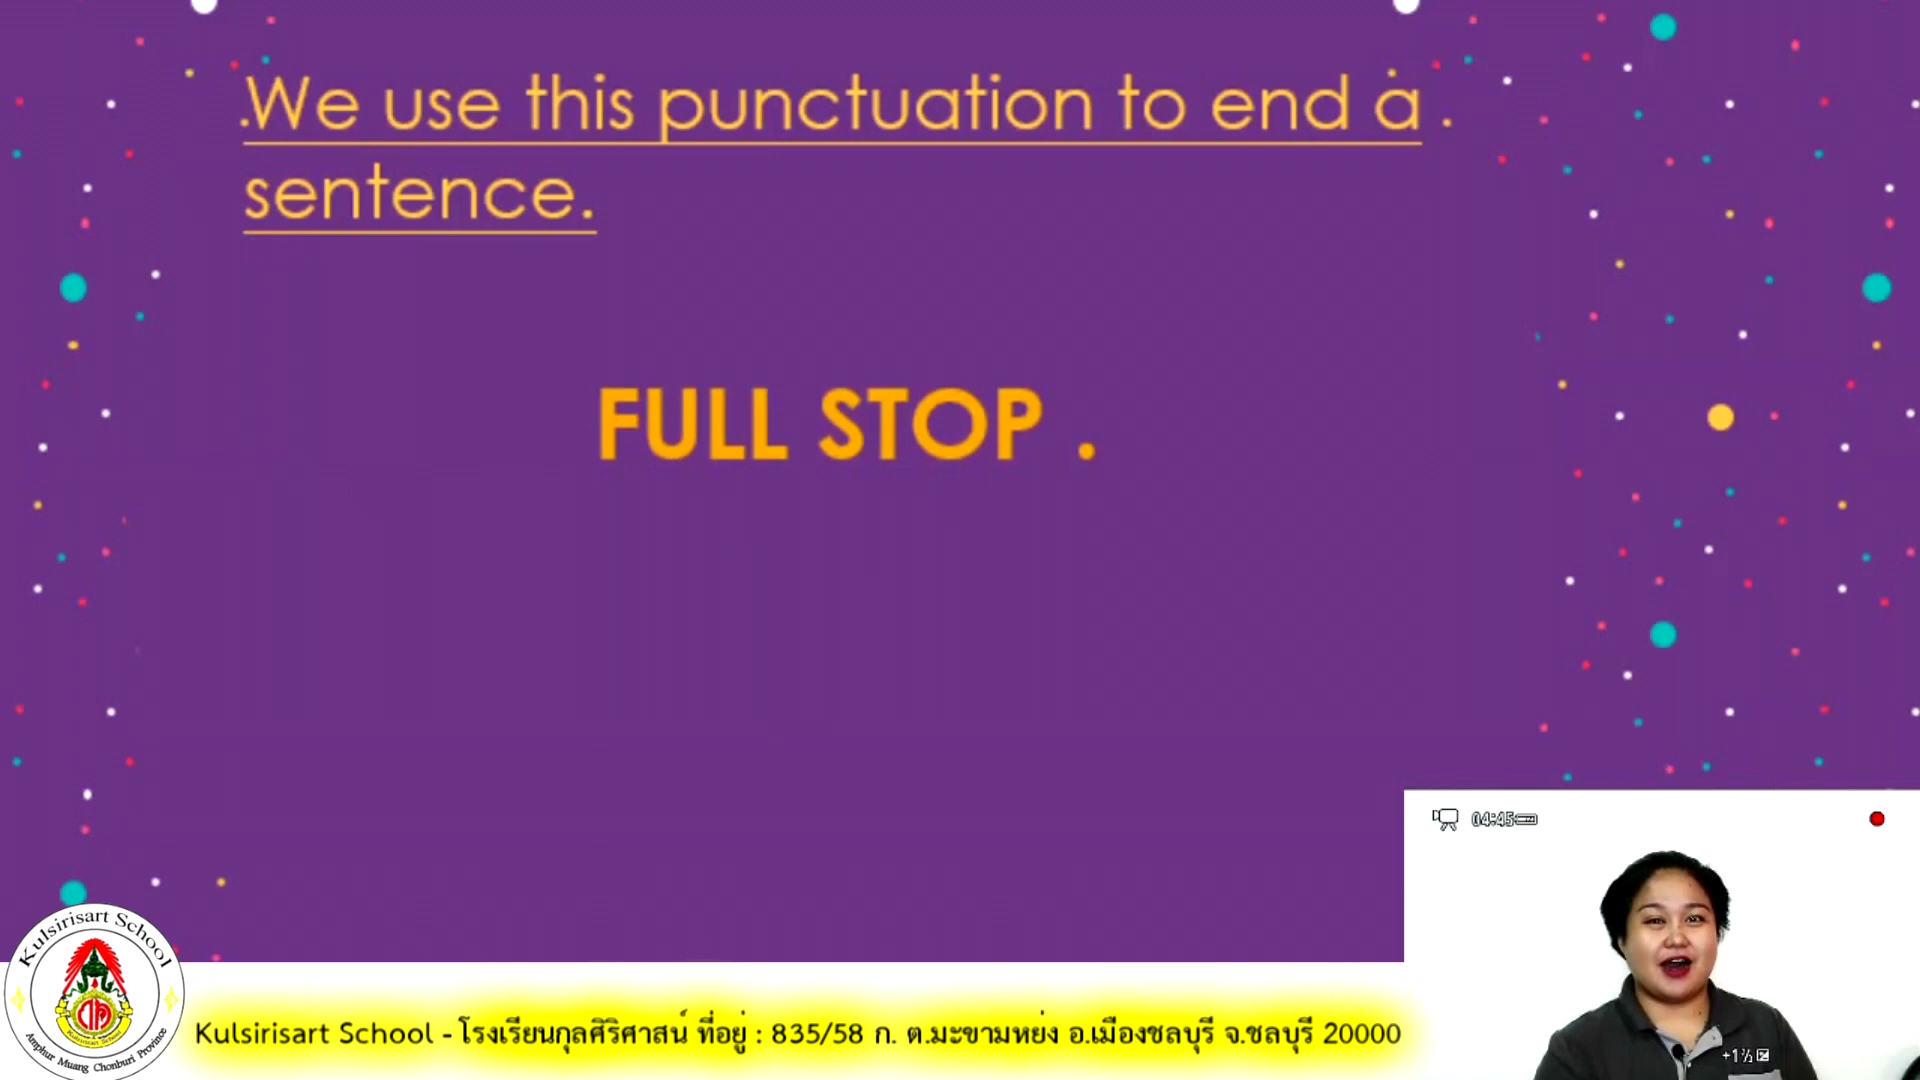 We use this punctuation to end a
sentence.
FULL STOP .
04:45
Kulsirisart School
Amphur Muang Chonburi Province
Kulsirisart School - โรงเรียนกุลศิริศาสน์ ที่อยู่ : 835/58 ก. ต.มะขามหย่ง อ.เมืองชลบุรี จ.ชลบุรี 20000